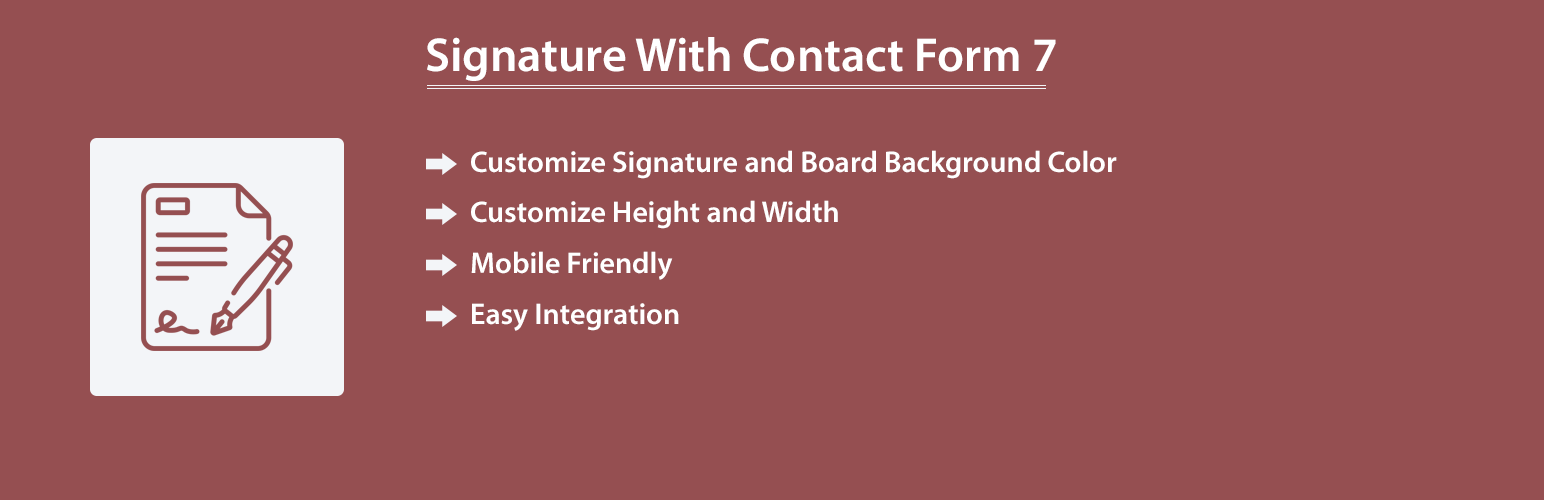 Signature With Contact Form 7
Customize Signature and Board Background Color
Customize Height and Width
Mobile Friendly
Easy Integration